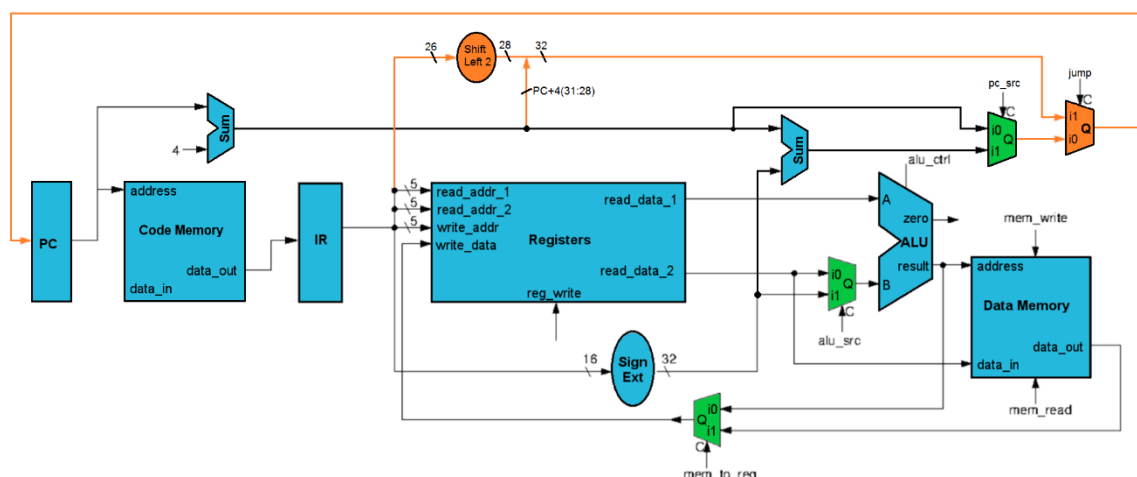 26
Shift
Left 2
28
32
PC+4(31:28)
pc_src
C
i0
Q
i1
jump
C
i1
Q
i0
4
Sum
Sum
PC
address
Code Memory
data_out
data_in
IR
5
5
5
read_addr_1
read_addr_2
write_addr
write_data
Registers
read_data_1
read_data_2
reg_write
alu_ctrl
A
zero
ALU
result
B
i0
Q
i1
C
alu_src
mem_write
address
Data Memory
data_out
data_in
mem_read
16
Sign
Ext
32
i0
Q
i1
C
mem_to_reg